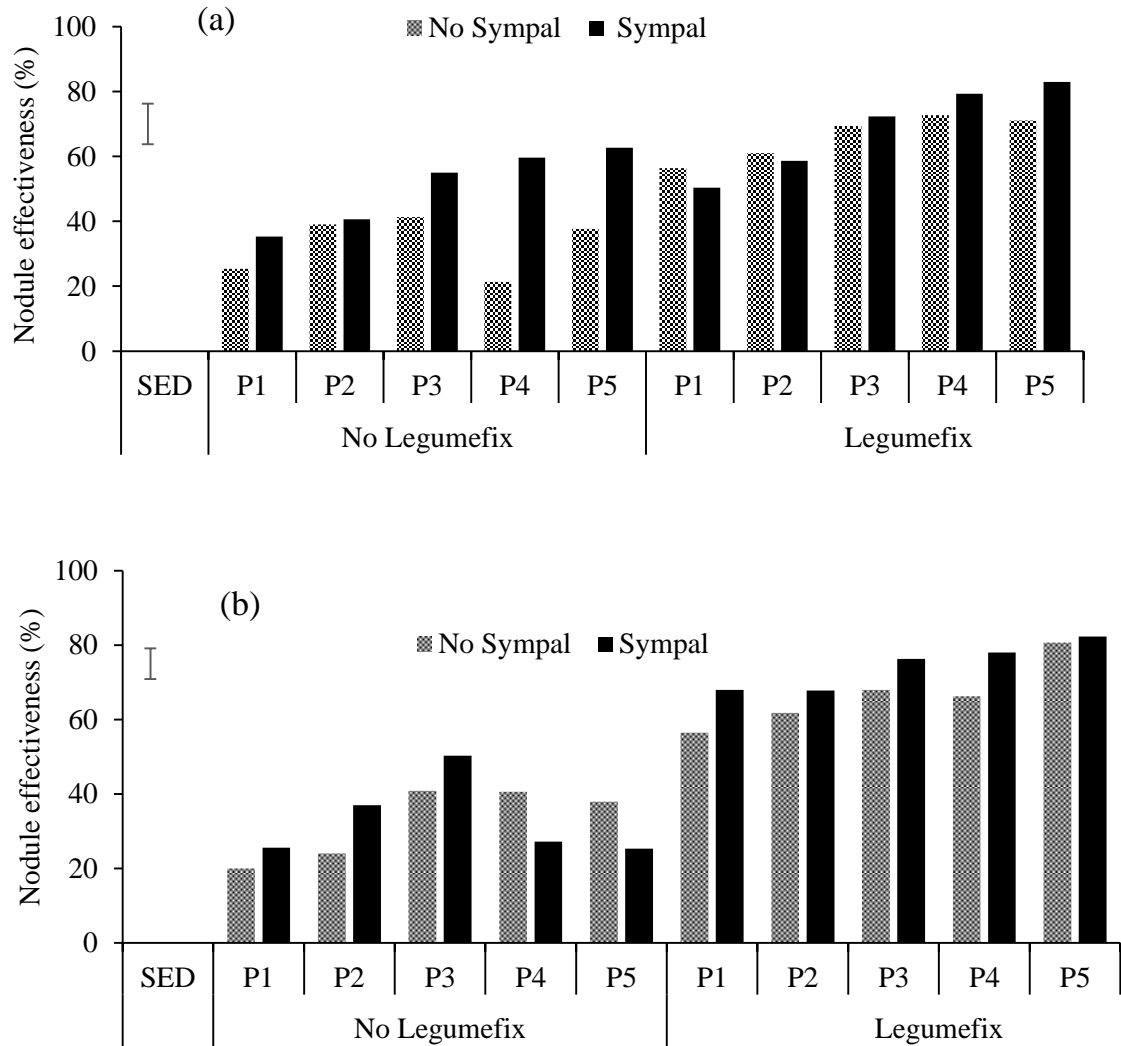 (a)
No Sympal Sympal
Nodule effectiveness (%)
100
80
60
40
20
0
SED P1 P2 P3 P4 P5 P1 P2 P3 P4 P5
No Legumefix Legumefix
(b)
No Sympal Sympal
Nodule effectiveness (%)
100
80
60
40
20
0
SED P1 P2 P3 P4 P5 P1 P2 P3 P4 P5
No Legumefix Legumefix